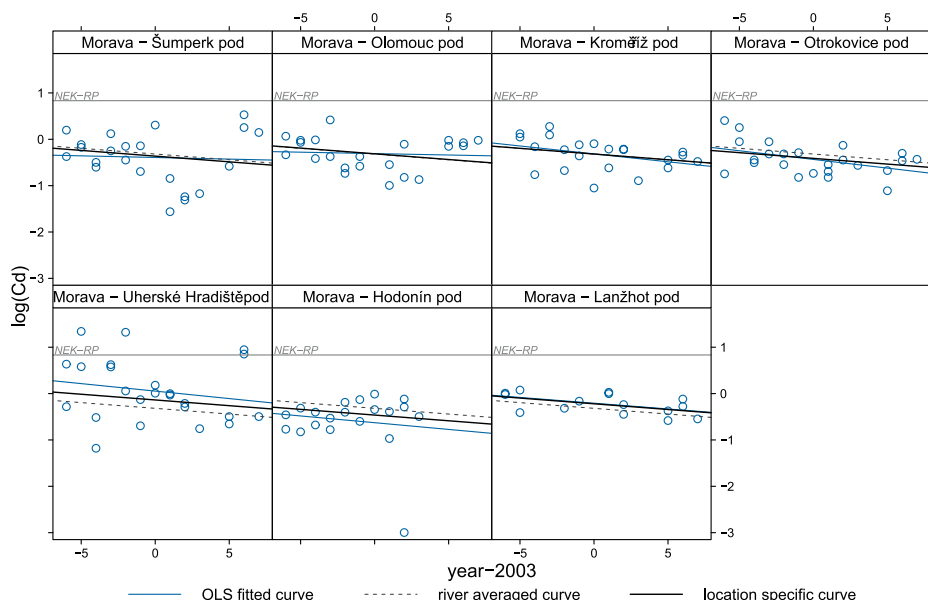 −5 0 5 −5 0 5
Morava − Šumperk pod Morava − Olomouc pod Morava − Kroměříž pod Morava − Otrokovice pod
NEK−RP NEK−RP NEK−RP NEK−RP
1
0
−1
−2
−3
log(Cd)
Morava − Uherské Hradištěpod Morava − Hodonín pod Morava − Lanžhot pod
NEK−RP NEK−RP NEK−RP
1
0
−1
−2
−3
−5 0 5 −5 0 5
year−2003
OLS fitted curve river averaged curve location specific curve